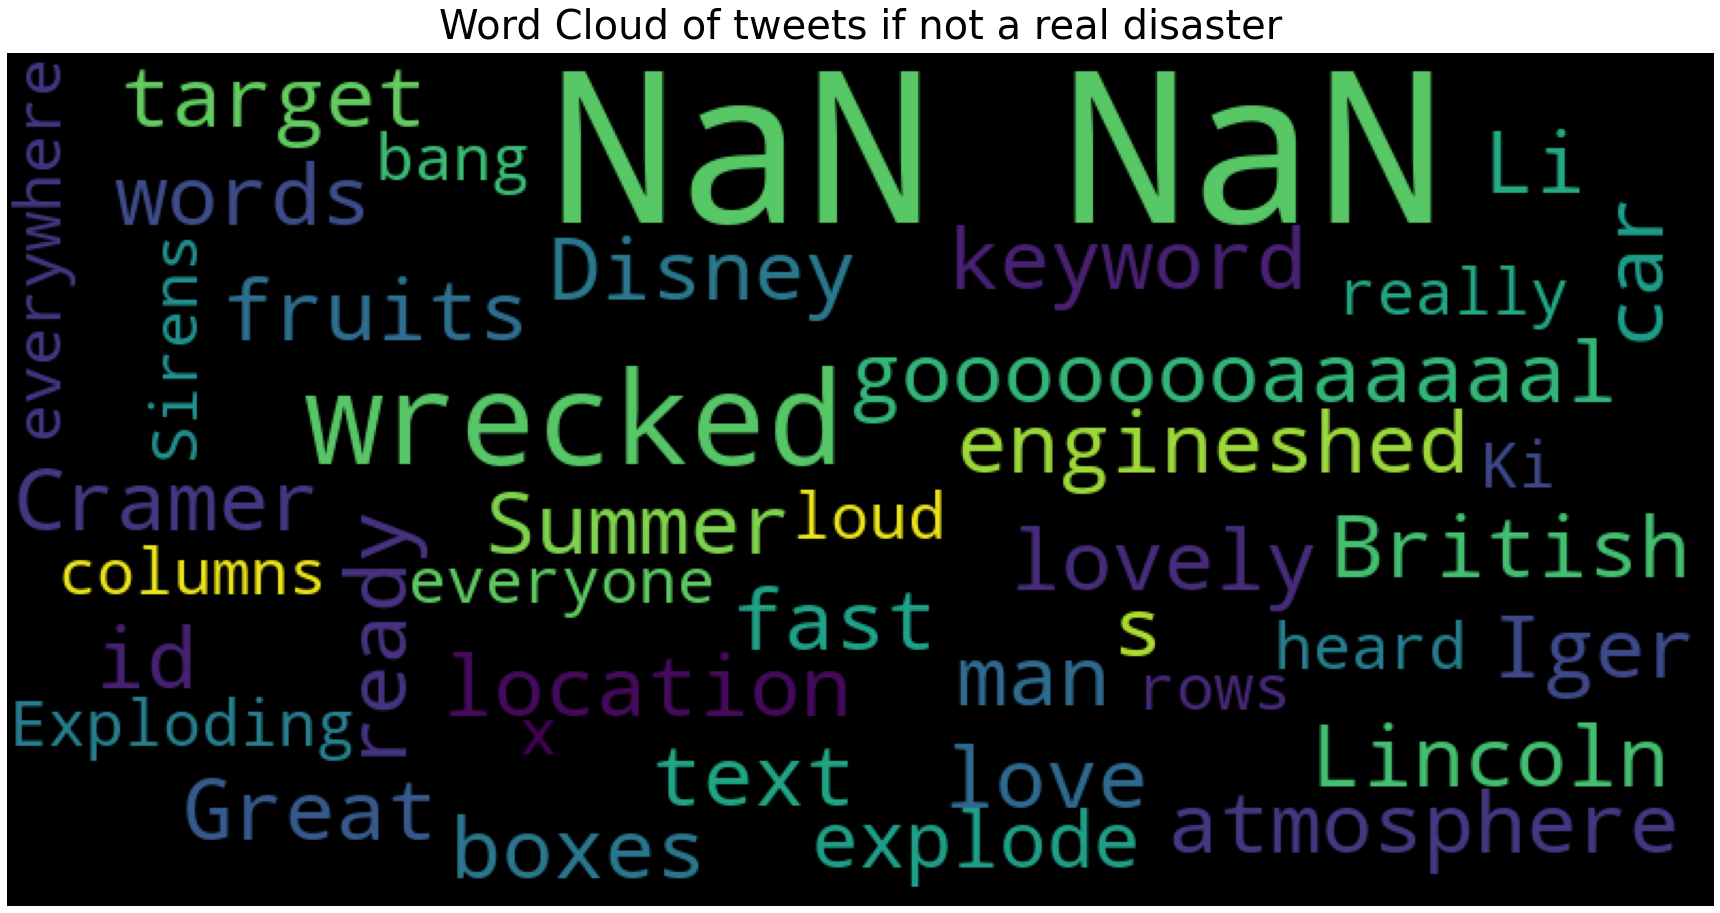 Word Cloud of tweets if not a real disaster
everywhere
target
bang
NaN NaN
Li
words
car
Sirens
fruits
Disney
keyword
really
goooooooaaaaaal
wrecked
engineshed
Ki
Cramer
Summer
loud
British
columns
ready
everyone
lovely
fast
s
heard
Iger
id
location
man
rows
Exploding
x
text
love
Lincoln
Great
boxes
explode
atmosphere